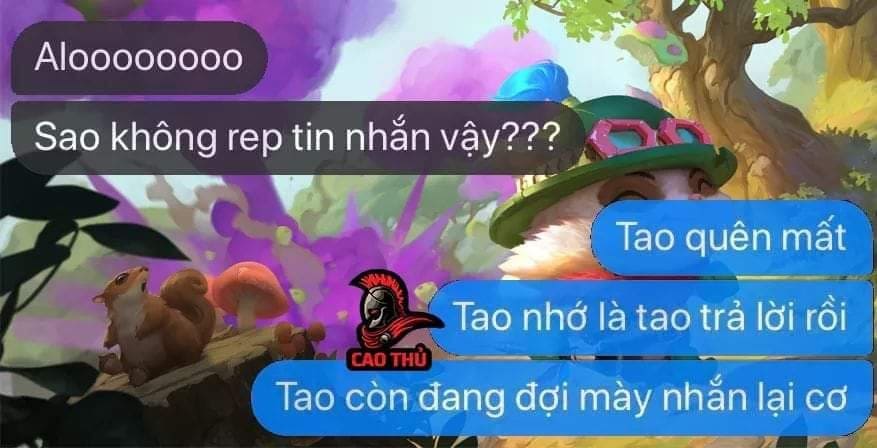 Aloooooooo
Sao không rep tin nhắn vậy???
Tao quên mất
Tao nhớ là tao trả lời rồi
CAO THỦ
Tao còn đang đợi mày nhắn lại cơ